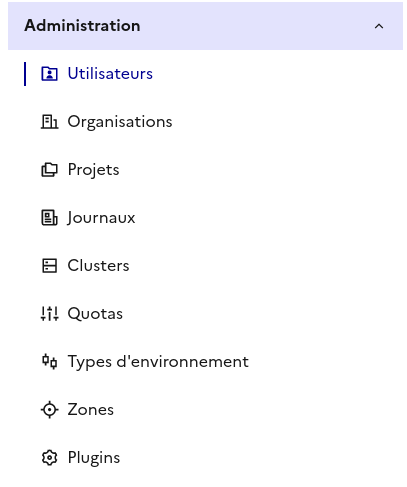 Administration
Utilisateurs
Organisations
Projets
Journaux
Clusters
Quotas
Types d'environnement
Zones
Plugins